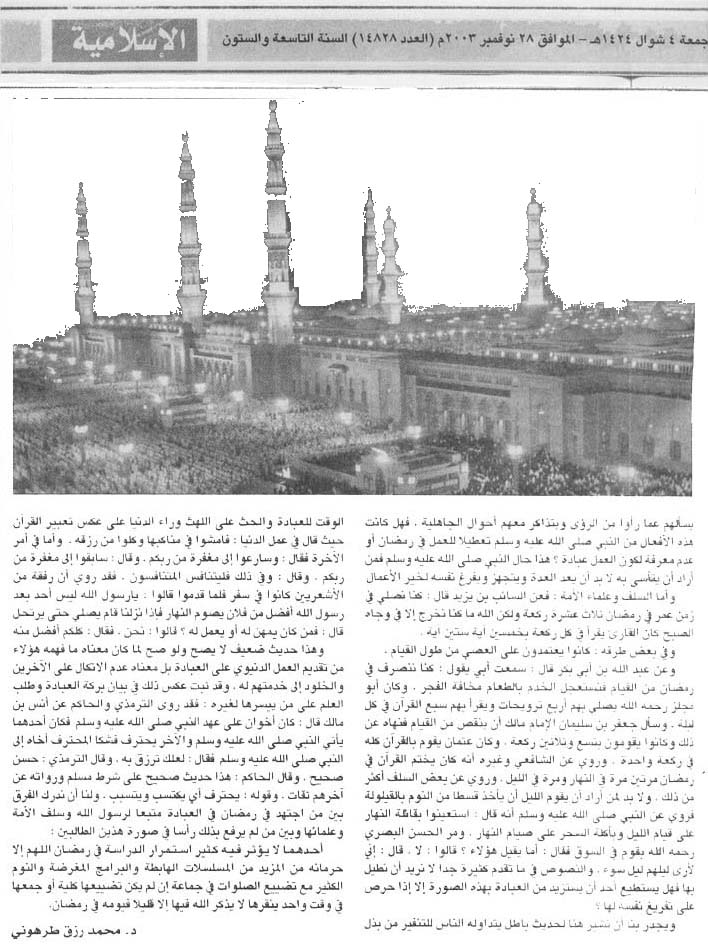 جمعة ٤ شوال ١٤٢٤هـ – الموافق ٢٨ نوفمبر ٢٠٠٣م (العدد ١٤٨٢٨) السنة التاسعة والستون
الإسلامية
يسألهم عما رأوا من الرؤى ويتذاكر معهم أحوال الجاهلية . فهل كانت
هذه الأفعال من النبي صلى الله عليه وسلم تعطيلا للعمل في رمضان أو
عدم معرفة لكون العمل عبادة ؟ هذا حال النبي صلى الله عليه وسلم فمن
أراد أن يتأسى به لا بد أن يعد العدة ويتجهز ويفرغ نفسه لخير الأعمال
وأما السلف وعلماء الأمة : فعن السائب بن يزيد قال : كنا نصلي في
زمن عمر في رمضان ثلاث عشرة ركعة ولكن الله ما كنا نخرج إلا في وجاه
الصبح كان القارئ يقرأ في كل ركعة بخمسين آية ستين آية .
وفي بعض طرقه : كانوا يعتمدون على العصي من طول القيام .
وعن عبد الله بن أبي بكر قال : سمعت أبي يقول : كنا ننصرف في
رمضان من القيام فنستعجل الخدم بالطعام مخافة الفجر . وكان أبو
مجلز رحمه الله يصلي بهم أربع ترويحات ويقرأ بهم سبع القرآن في كل
ليلة . وسأل جعفر بن سليمان الإمام مالك أن ينقص من القيام فنهاه عن
ذلك وكانوا يقومون بتسع وثلاثين ركعة . وكان عثمان يقوم بالقرآن كله
في ركعة واحدة . وروي عن الشافعي وغيره أنه كان يختم القرآن في
رمضان مرتين مرة في النهار ومرة في الليل . وروي عن بعض السلف أكثر
من ذلك . ولا بد لمن أراد أن يقوم الليل أن يأخذ قسطا من النوم بالقيلولة
فروي عن النبي صلى الله عليه وسلم أنه قال : استعينوا بقائلة النهار
على قيام الليل وبأكلة السحر على صيام النهار . ومر الحسن البصري
رحمه الله بقوم في السوق فقال : أما يقيل هؤلاء ؟ قالوا : لا . قال : إني
لأرى ليلهم ليل سوء . والنصوص في ما تقدم كثيرة جدا لا نريد أن نطيل
بها فهل يستطيع أحد أن يستزيد من العبادة بهذه الصورة إلا إذا حرص
على تفريغ نفسه لها ؟
ويجدر بنا أن نشير هنا لحديث باطل يتداوله الناس للتنفير من بذل
الوقت للعبادة والحث على اللهث وراء الدنيا على عكس تعبير القرآن
حيث قال في عمل الدنيا : فامشوا في مناكبها وكلوا من رزقه . وأما في أمر
الآخرة فقال : وسارعوا إلى مغفرة من ربكم . وقال : سابقوا إلى مغفرة من
ربكم . وقال : وفي ذلك فليتنافس المتنافسون . فقد روي أن رفقة من
الأشعريين كانوا في سفر فلما قدموا قالوا : يارسول الله ليس أحد بعد
رسول الله أفضل من فلان يصوم النهار فإذا نزلنا قام يصلي حتى يرتحل
قال : فمن كان يمهن له أو يعمل له ؟ قالوا : نحن . فقال : كلكم أفضل منه
وهذا حديث ضعيف لا يصح ولو صح لما كان معناه ما فهمه هؤلاء
من تقديم العمل الدنيوي على العبادة بل معناه عدم الاتكال على الآخرين
والخلود إلى خدمتهم له . وقد ثبت عكس ذلك في بيان بركة العبادة وطلب
العلم على من ييسرها لغيره : فقد روى الترمذي والحاكم عن أنس بن
مالك قال : كان أخوان على عهد النبي صلى الله عليه وسلم فكان أحدهما
يأتي النبي صلى الله عليه وسلم والآخر يحترف فشكا المحترف أخاه إلى
النبي صلى الله عليه وسلم فقال : لعلك ترزق به . وقال الترمذي : حسن
صحيح . وقال الحاكم : هذا حديث صحيح على شرط مسلم ورواته عن
آخرهم ثقات . وقوله : يحترف أي يكتسب ويتسبب . ولنا أن ندرك الفرق
بين من اجتهد في رمضان في العبادة متبعا لرسول الله وسلف الأمة
وعلمائها وبين من لم يرفع بذلك رأسا في صورة هذين الطالبين :
أحدهما لا يؤثر فيه كثير استمرار الدراسة في رمضان اللهم إلا
حرمانه من المزيد من المسلسلات الهابطة والبرامج المغرضة والنوم
الكثير مع تضييع الصلوات في جماعة إن لم يكن تضييعها كلية أو جمعها
في وقت واحد ينقرها لا يذكر الله فيها إلا قليلا فيومه في رمضان.
د. محمد رزق طرهوني